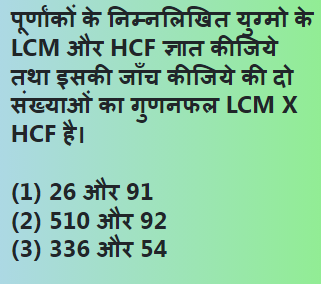 पूर्णांकों के निम्नलिखित युग्मो के
LCM और HCF ज्ञात कीजिये
तथा इसकी जाँच कीजिये की दो
संख्याओं का गुणनफल LCM X
HCF है।
(1) 26 और 91
(2) 510 और 92
(3) 336 और 54